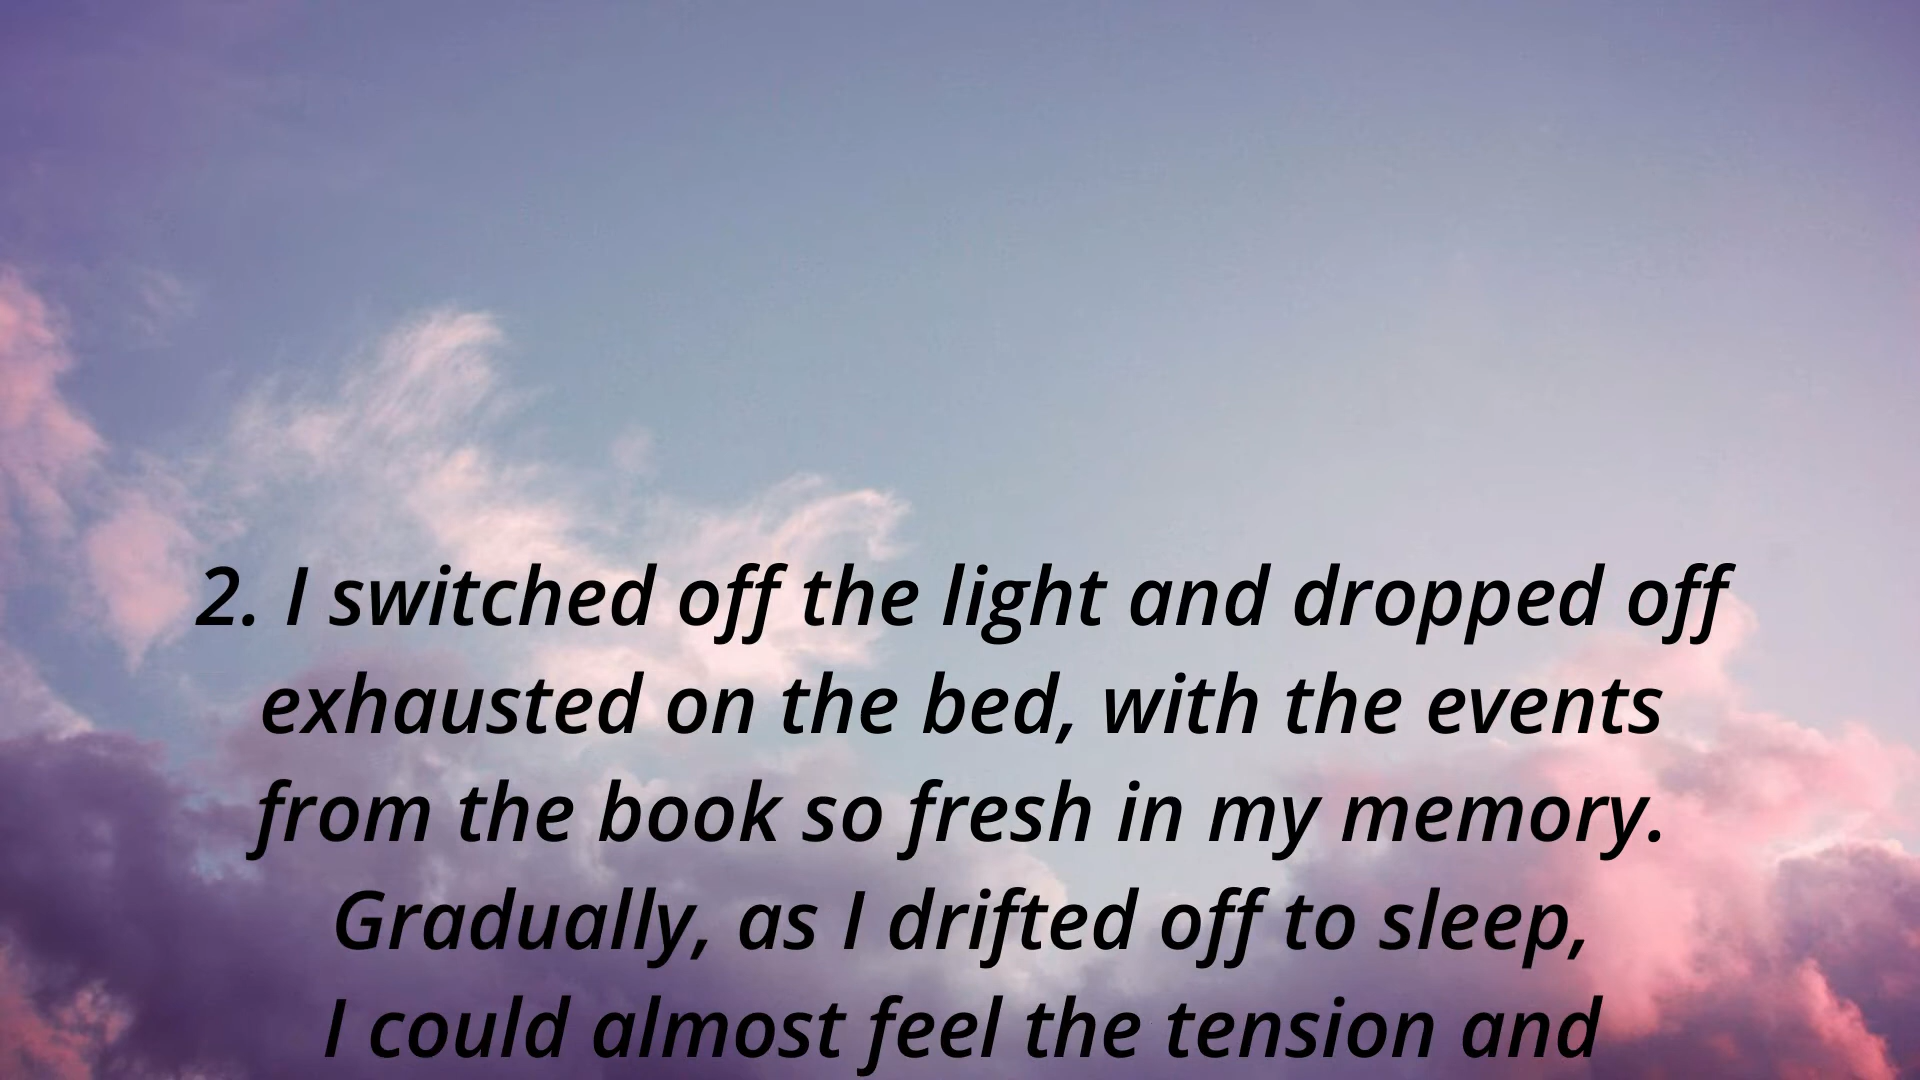 2. I switched off the light and dropped off
exhausted on the bed, with the events
from the book so fresh in my memory.
Gradually, as I drifted off to sleep,
I could almost feel the tension and